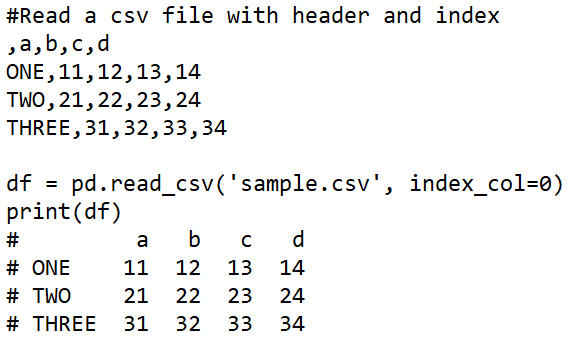 #Read a csv file with header and index
,a,b,c,d
ONE,11,12,13,14
TWO,21,22,23,24
THREE,31,32,33,34

df = pd.read_csv('sample.csv', index_col=0)
print(df)
#         a   b   c   d
# ONE    11  12  13  14
# TWO    21  22  23  24
# THREE  31  32  33  34